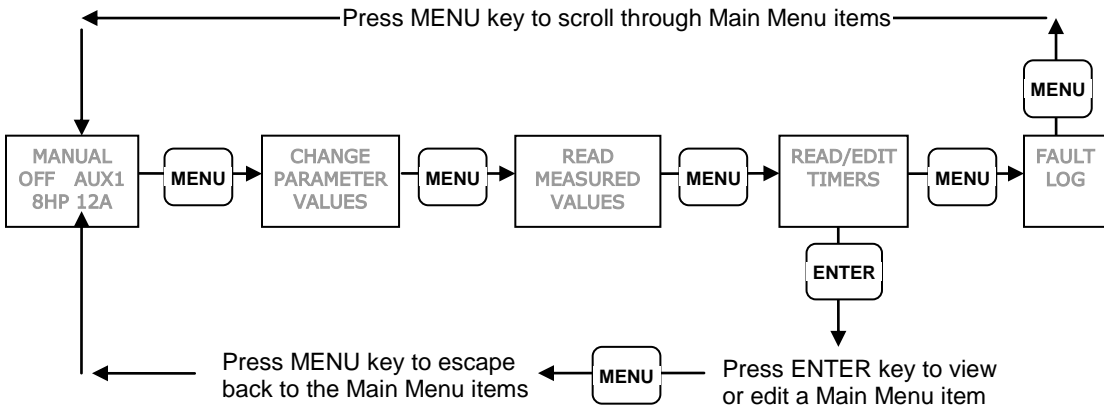 Press MENU key to scroll through Main Menu items
MENU
MANUAL
OFF AUX1
8HP 12A
MENU
CHANGE
PARAMETER
VALUES
MENU
READ
MEASURED
VALUES
MENU
READ/EDIT
TIMERS
MENU
FAULT
LOG
ENTER
Press MENU key to escape
back to the Main Menu items
MENU
Press ENTER key to view
or edit a Main Menu item